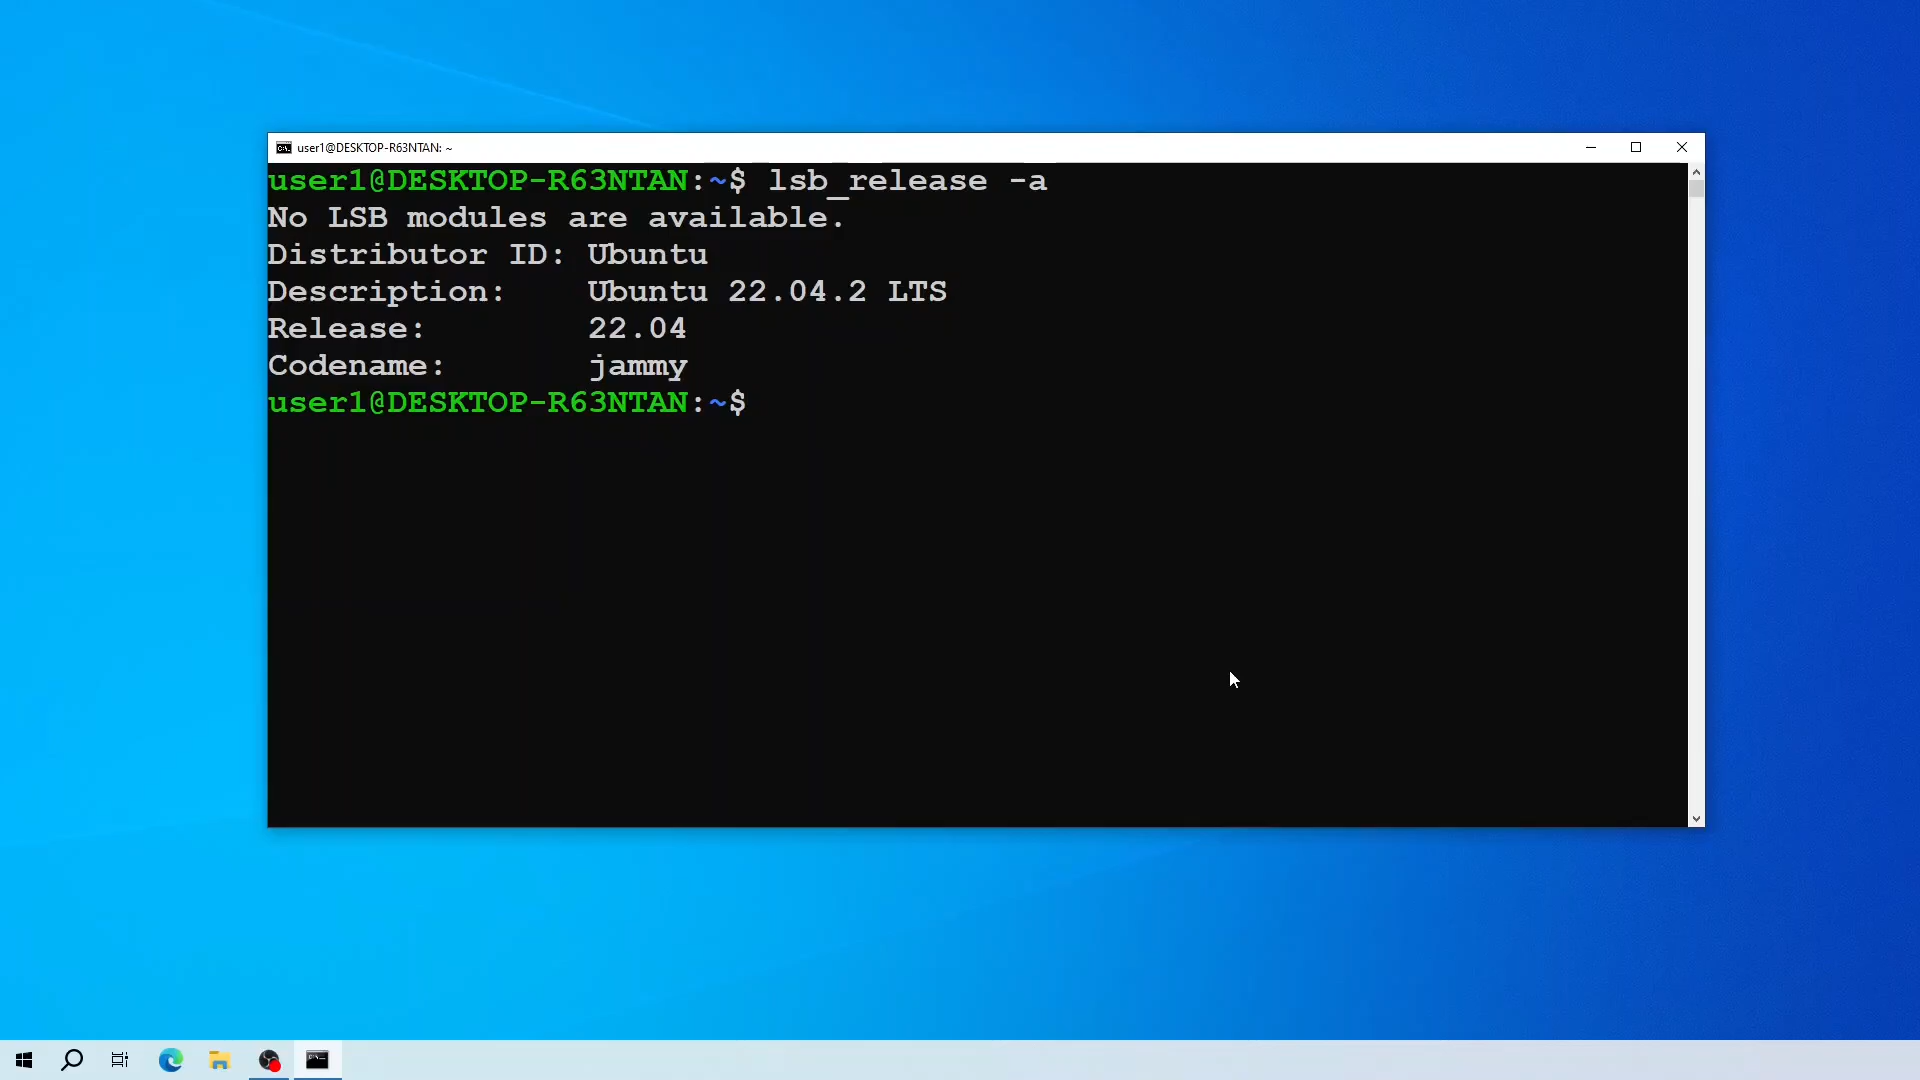 user1@DESKTOP-R63NTAN: ~
user1@DESKTOP-R63NTAN:~$ lsb_release -a
No LSB modules are available.
Distributor ID: Ubuntu
Description:    Ubuntu 22.04.2 LTS
Release:        22.04
Codename:       jammy
user1@DESKTOP-R63NTAN:~$